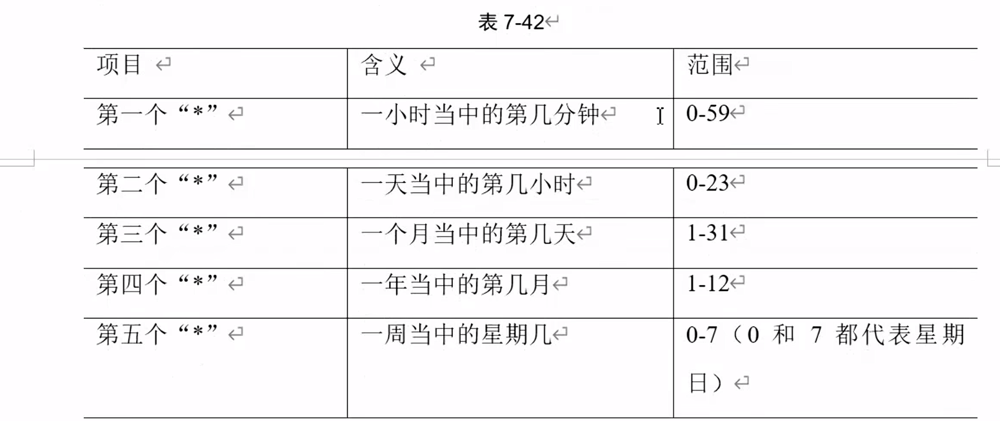 表 7-42
项目 含义 范围
第一个“*” 一小时当中的第几分钟 0-59
第二个“*” 一天当中的第几小时 0-23
第三个“*” 一个月当中的第几天 1-31
第四个“*” 一年当中的第几月 1-12
第五个“*” 一周当中的星期几 0-7（0 和 7 都代表星期
日）